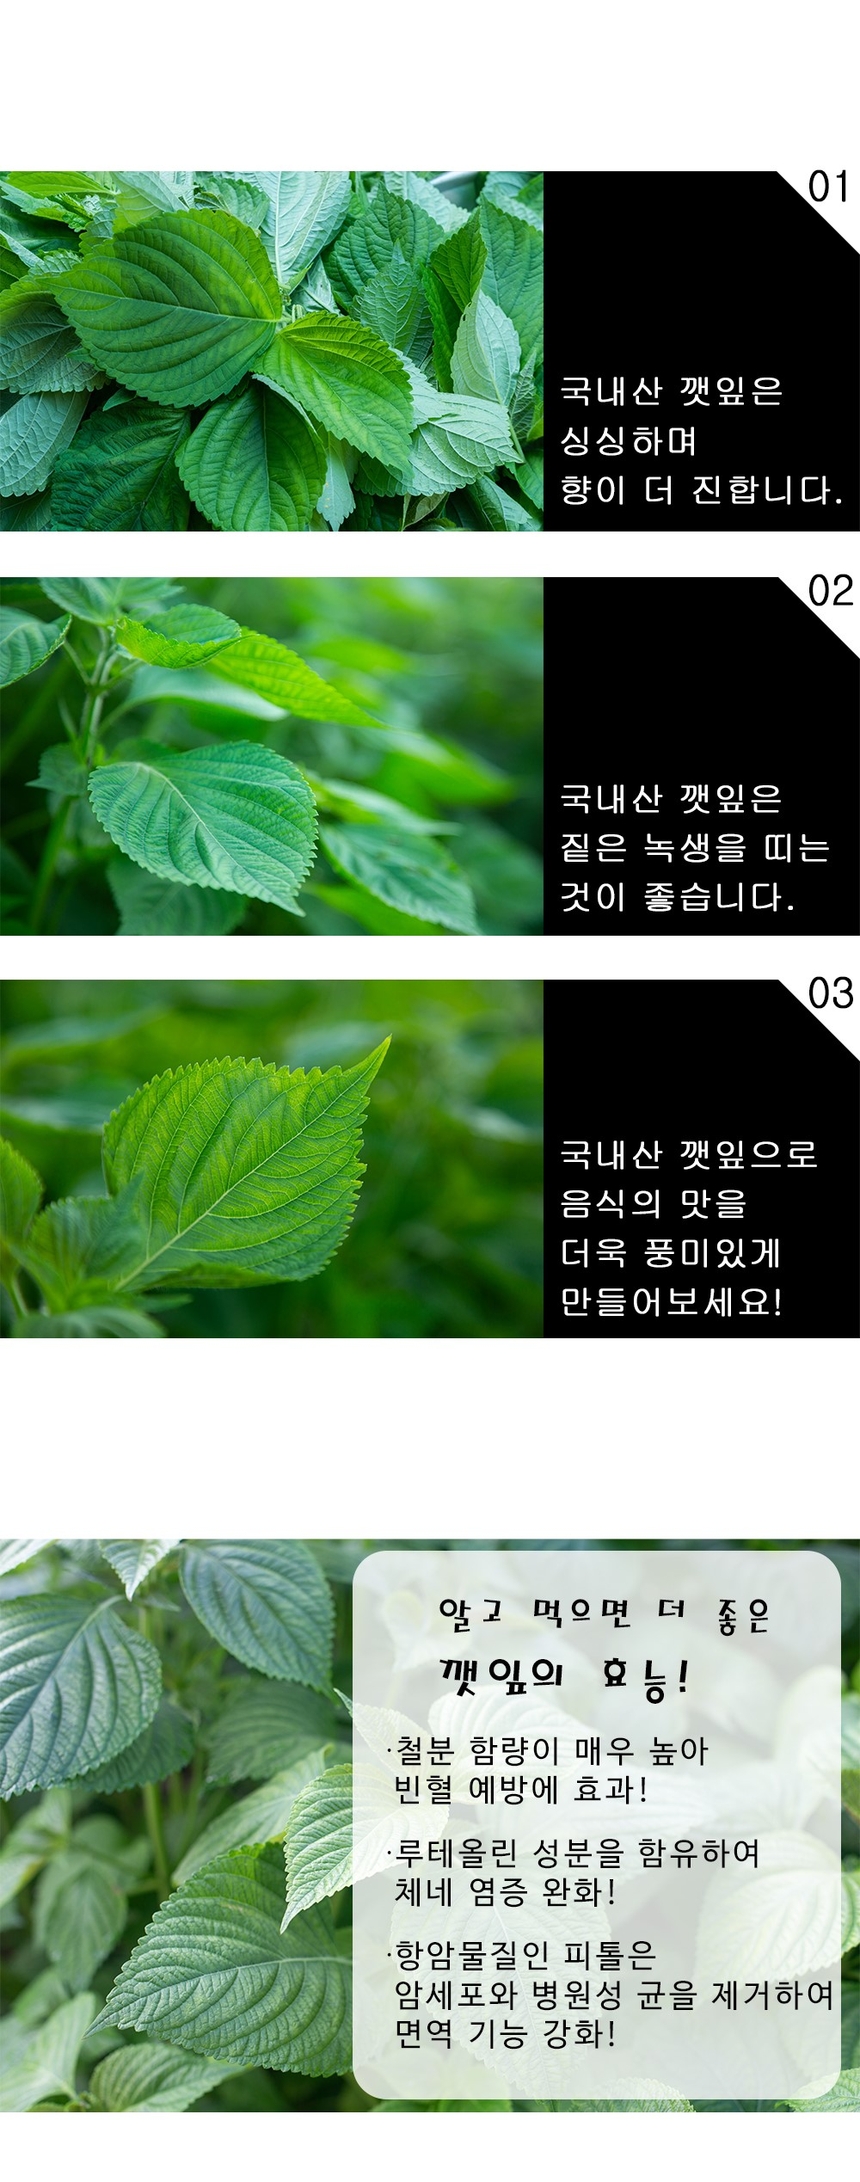 01
국내산 깻잎은
싱싱하며
향이 더 진합니다.
02
국내산 깻잎은
짙은 녹생을 띠는
것이 좋습니다.
03
국내산 깻잎으로
음식의 맛을
더욱 풍미있게
만들어보세요!
알고 먹으면 더 좋은
깻잎의 효능!
·철분 함량이 매우 높아
빈혈 예방에 효과!
·루테올린 성분을 함유하여
체네 염증 완화!
·항암물질인 피톨은
암세포와 병원성 균을 제거하여
면역 기능 강화!